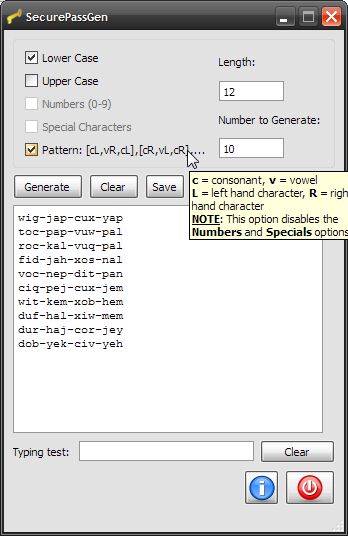 SecurePassGen
Lower Case
Length:
Upper Case
12
Numbers (0-9)
Special Characters
Number to Generate:
Pattern: [cL,vR,cL],[cR,vL,cR],...
10
Generate
Clear
Save
c = consonant, v = vowel
L = left hand character, R = righ
hand character
NOTE: This option disables the
Numbers and Specials options
wig-jap-cux-yap
toc-pap-vuw-pal
roc-kal-vuq-pal
fid-jah-xos-nal
voc-nep-dit-pan
ciq-pej-cux-jem
wit-kem-xob-hem
duf-hal-xiw-mem
dur-haj-cor-jey
dob-yek-civ-yeh
Typing test:
Clear